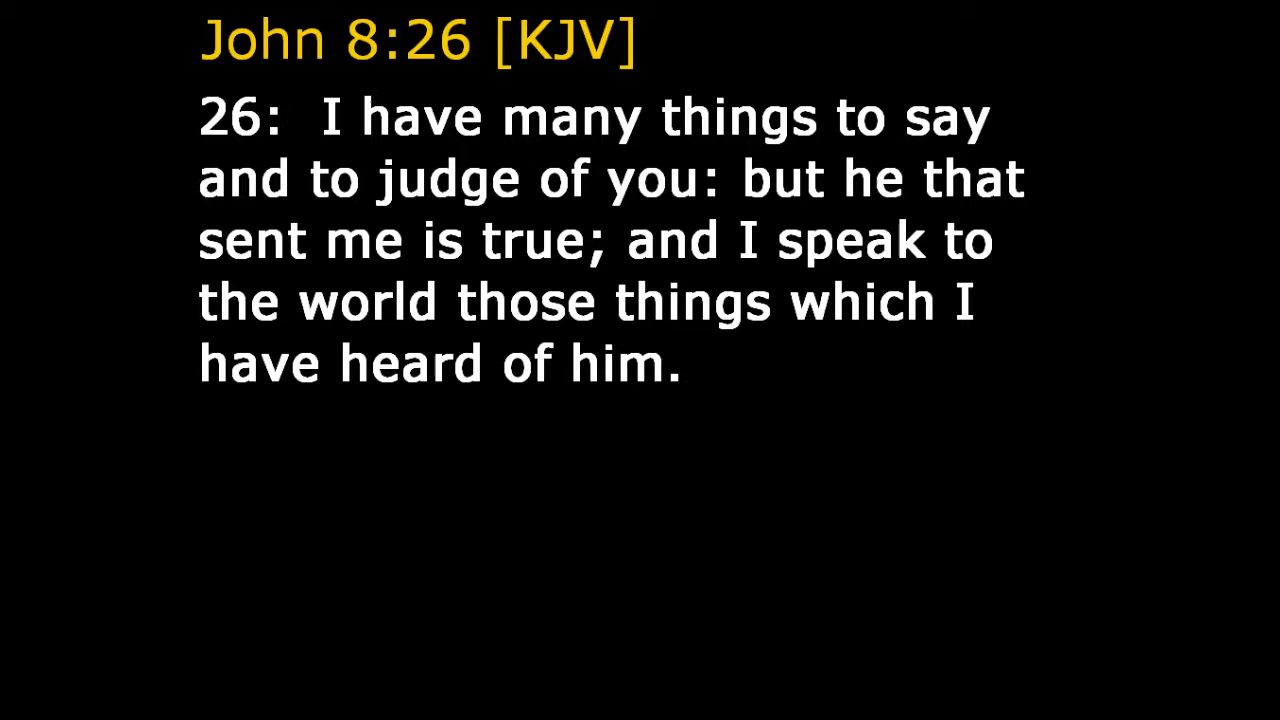 John 8:26 [KJV]
26: I have many things to say
and to judge of you: but he that
sent me is true; and I speak to
the world those things which I
have heard of him.